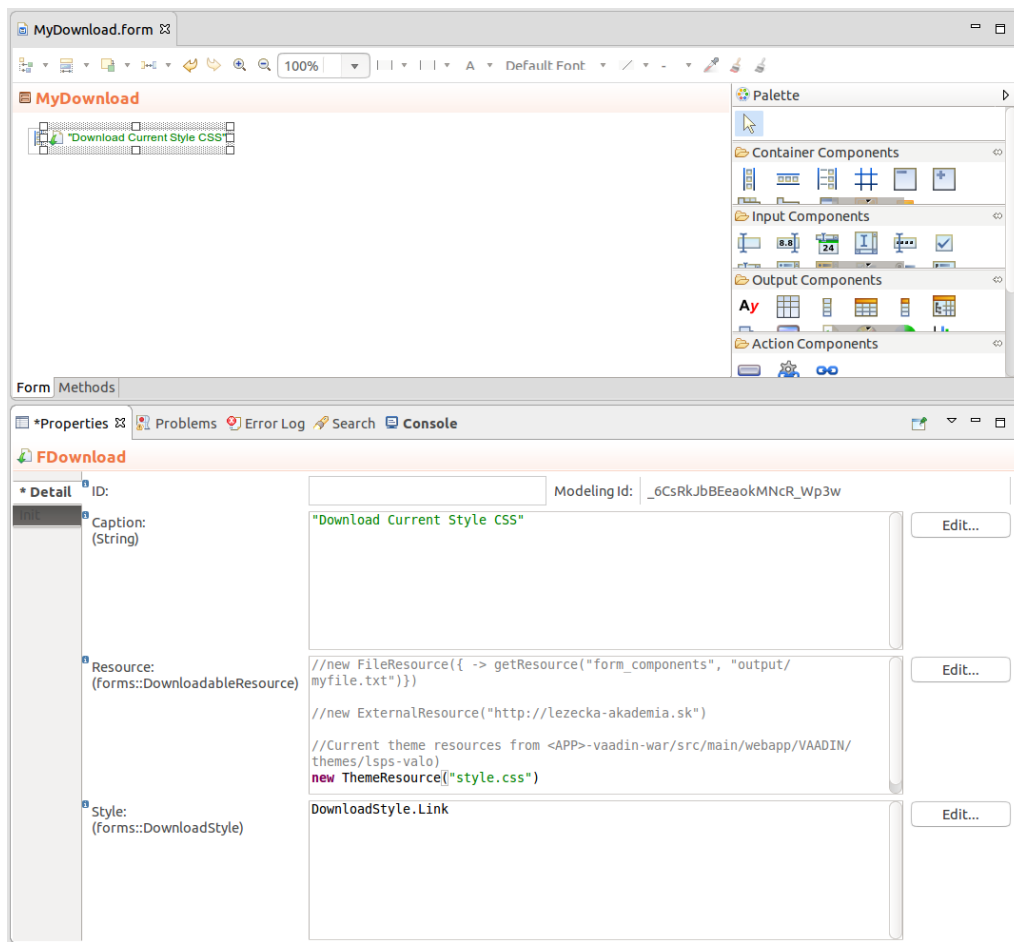 MyDownload.form
100%
A
Default Font
MyDownload
Palette
"Download Current Style CSS"
Container Components
Input Components
8.8
24
Output Components
Ay
Action Components
Form Methods
*Properties Problems Error Log Search Console
FDownload
* Detail
ID:
Modeling Id: _6CsRkJbBEeaokMNcR_Wp3w
Init
Caption:
(String)
"Download Current Style CSS"
Edit...
Resource:
(forms::DownloadableResource)
//new FileResource({ -> getResource("form_components", "output/
myfile.txt")})
//new ExternalResource("http://lezecka-akademia.sk")
//Current theme resources from <APP>-vaadin-war/src/main/webapp/VAADIN/
themes/lsps-valo)
new ThemeResource("style.css")
Edit...
Style:
(forms::DownloadStyle)
DownloadStyle.Link
Edit...